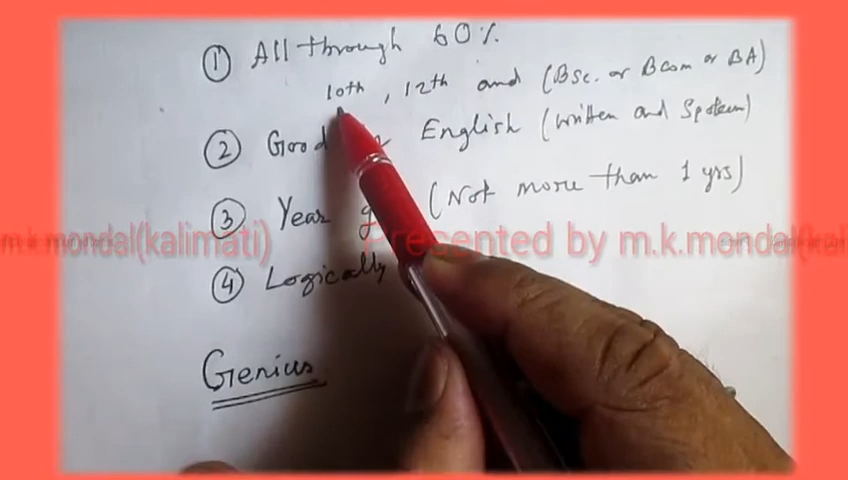 ① All through 60%
10th, 12th and (BSc. or BCom or BA)
② Good English (written and Spoken)
③ Year (Not more than 1 yrs)
m.k.mondal(kalimati) Presented by m.k.mondal(kali
④ Logically
Genius